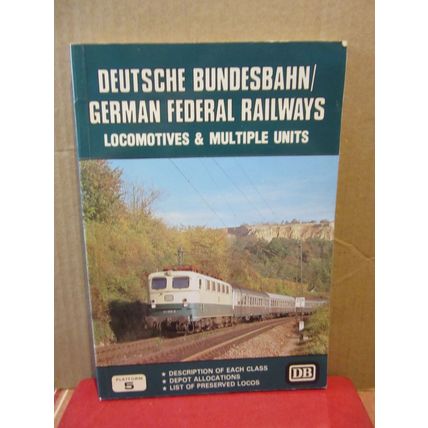 DEUTSCHE BUNDESBAHN/
GERMAN FEDERAL RAILWAYS
LOCOMOTIVES & MULTIPLE UNITS
★ DESCRIPTION OF EACH CLASS
★ DEPOT ALLOCATIONS
★ LIST OF PRESERVED LOCOS
PLATFORM
5
DB